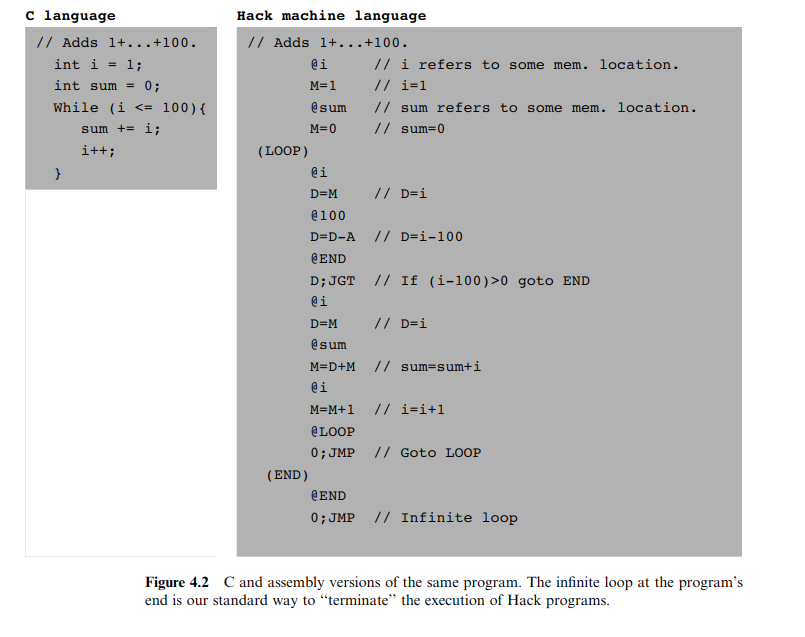 C language
// Adds 1+...+100.
int i = 1;
int sum = 0;
While (i <= 100){
sum += i;
i++;
}
Hack machine language
// Adds 1+...+100.
@i // i refers to some mem. location.
M=1 // i=1
@sum // sum refers to some mem. location.
M=0 // sum=0
(LOOP)
@i
D=M // D=i
@100
D=D-A // D=i-100
@END
D;JGT // If (i-100)>0 goto END
@i
D=M // D=i
@sum
M=D+M // sum=sum+i
@i
M=M+1 // i=i+1
@LOOP
0;JMP // Goto LOOP
(END)
@END
0;JMP // Infinite loop
Figure 4.2 C and assembly versions of the same program. The infinite loop at the program’s
end is our standard way to “terminate” the execution of Hack programs.